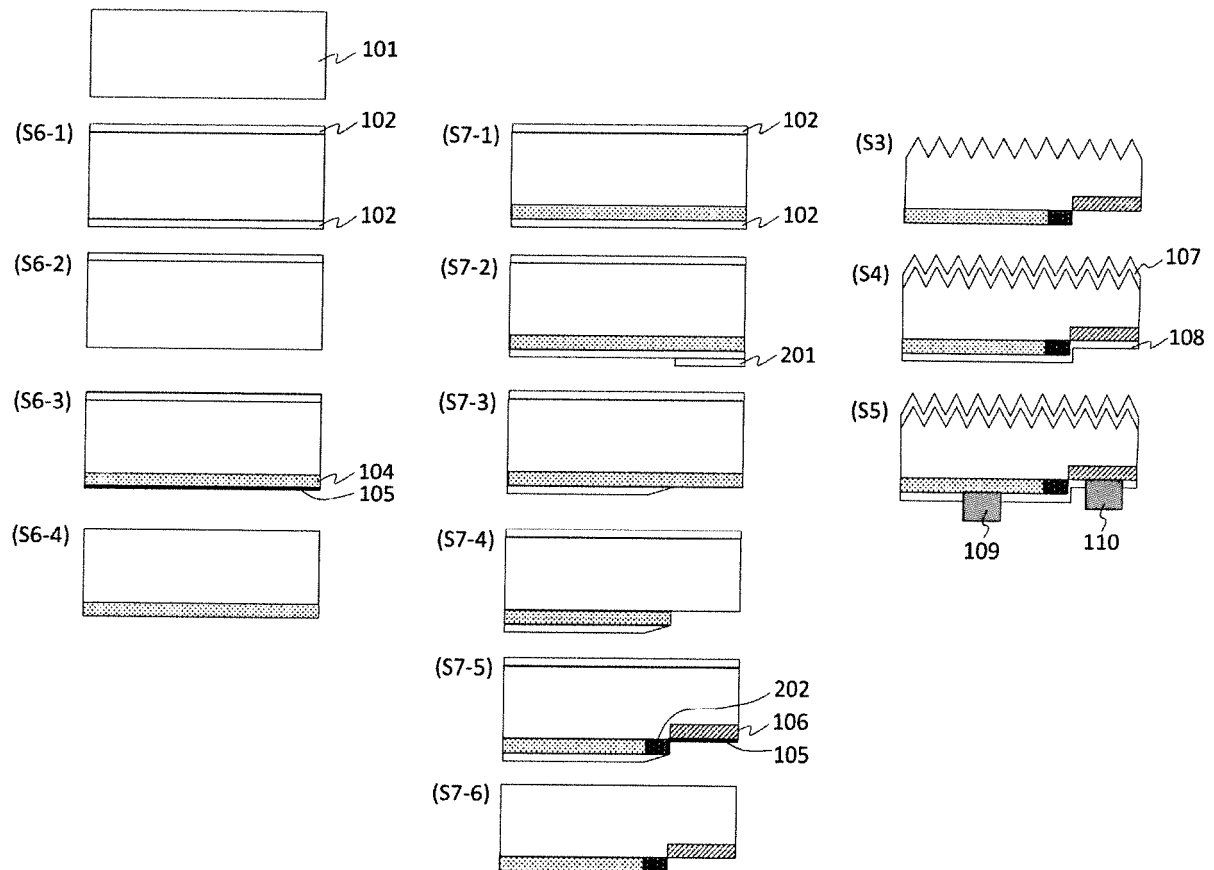 101
(S6-1)
102
102
(S6-2)
(S6-3)
104
105
(S6-4)
(S7-1)
102
102
(S7-2)
201
(S7-3)
(S7-4)
(S7-5)
202
106
105
(S7-6)
(S3)
(S4)
107
108
(S5)
109
110